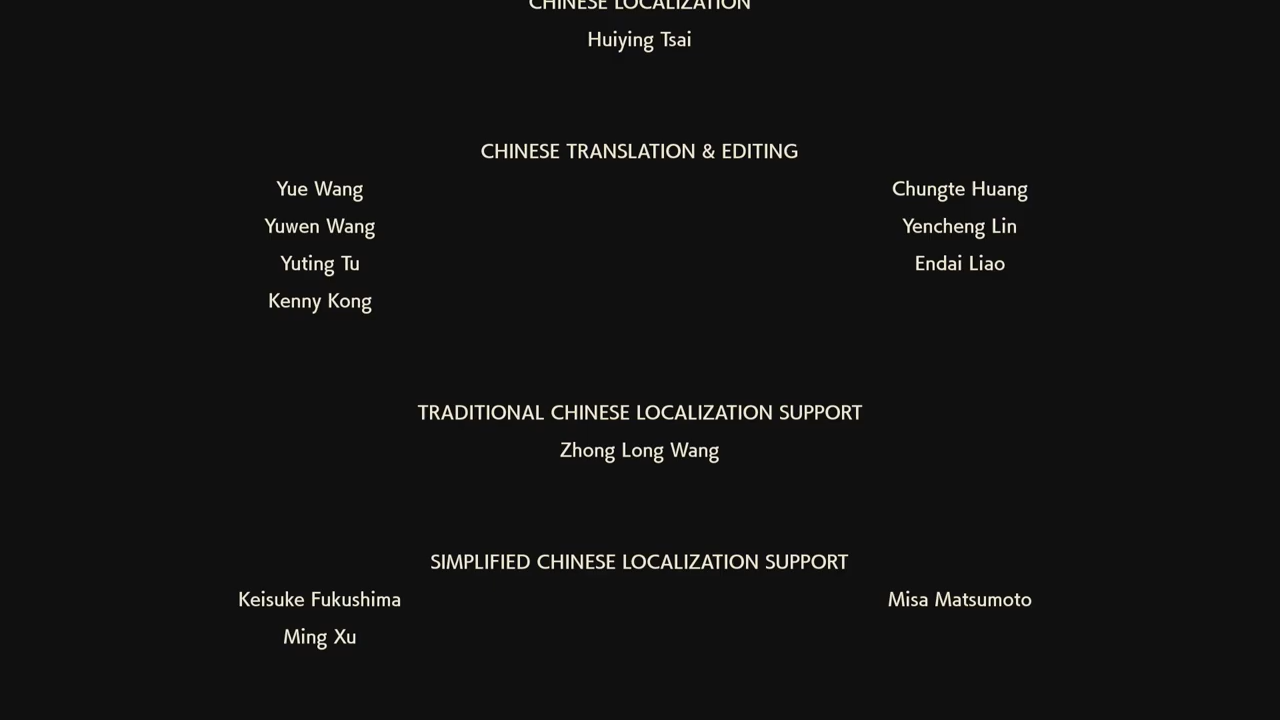 CHINESE LOCALIZATION
Huiying Tsai
CHINESE TRANSLATION & EDITING
Yue Wang Chungte Huang
Yuwen Wang Yencheng Lin
Yuting Tu Endai Liao
Kenny Kong
TRADITIONAL CHINESE LOCALIZATION SUPPORT
Zhong Long Wang
SIMPLIFIED CHINESE LOCALIZATION SUPPORT
Keisuke Fukushima Misa Matsumoto
Ming Xu